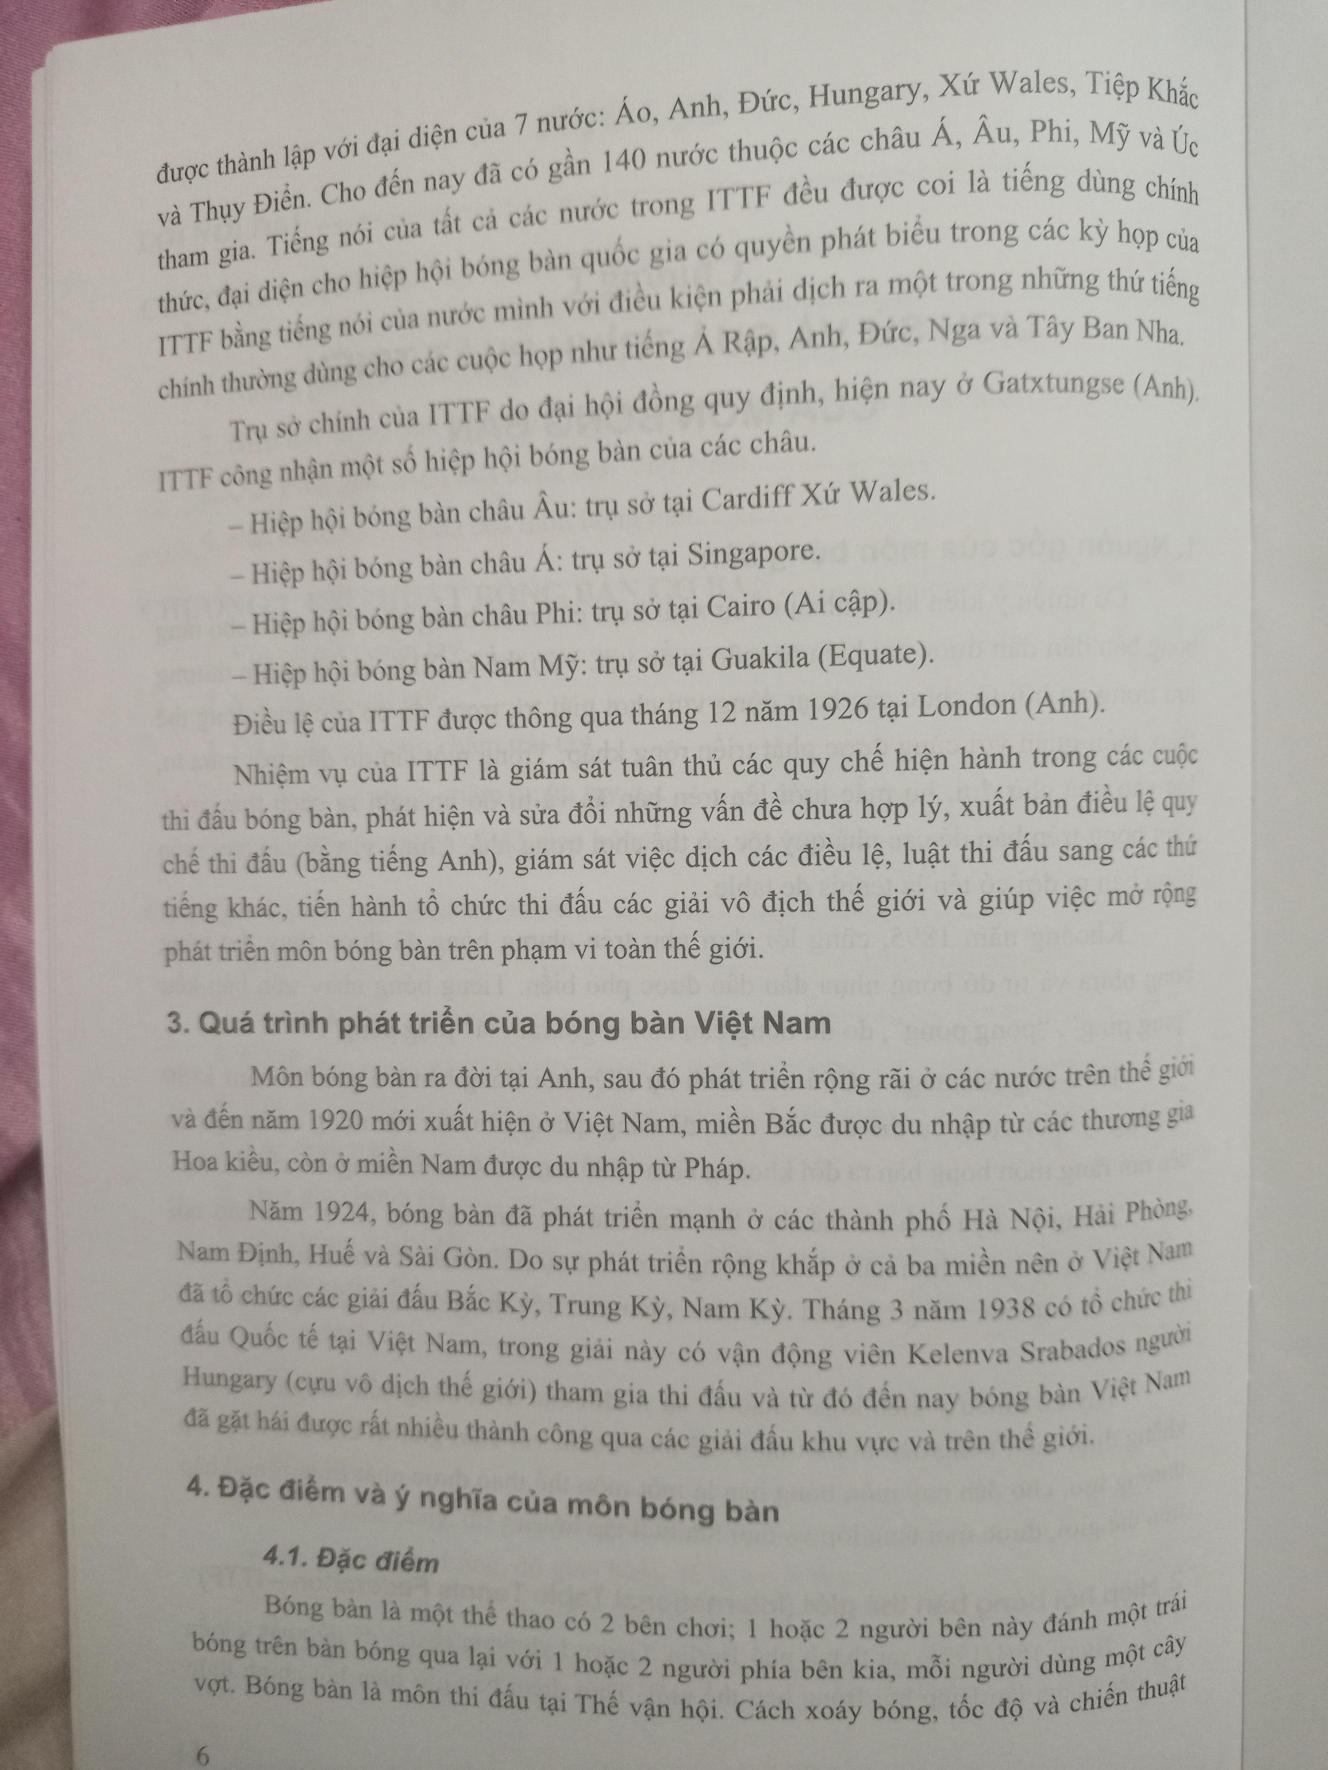 được thành lập với đại diện của 7 nước: Áo, Anh, Đức, Hungary, Xứ Wales, Tiệp Khắc
và Thụy Điển. Cho đến nay đã có gần 140 nước thuộc các châu Á, Âu, Phi, Mỹ và Úc
tham gia. Tiếng nói của tất cả các nước trong ITTF đều được coi là tiếng dùng chính
thức, đại diện cho hiệp hội bóng bàn quốc gia có quyền phát biểu trong các kỳ họp của
ITTF bằng tiếng nói của nước mình với điều kiện phải dịch ra một trong những thứ tiếng
chính thường dùng cho các cuộc họp như tiếng Ả Rập, Anh, Đức, Nga và Tây Ban Nha.
Trụ sở chính của ITTF do đại hội đồng quy định, hiện nay ở Gatxtungse (Anh).
ITTF công nhận một số hiệp hội bóng bàn của các châu.
– Hiệp hội bóng bàn châu Âu: trụ sở tại Cardiff Xứ Wales.
– Hiệp hội bóng bàn châu Á: trụ sở tại Singapore.
– Hiệp hội bóng bàn châu Phi: trụ sở tại Cairo (Ai cập).
– Hiệp hội bóng bàn Nam Mỹ: trụ sở tại Guakila (Equate).
Điều lệ của ITTF được thông qua tháng 12 năm 1926 tại London (Anh).
Nhiệm vụ của ITTF là giám sát tuân thủ các quy chế hiện hành trong các cuộc
thi đấu bóng bàn, phát hiện và sửa đổi những vấn đề chưa hợp lý, xuất bản điều lệ quy
chế thi đấu (bằng tiếng Anh), giám sát việc dịch các điều lệ, luật thi đấu sang các thứ
tiếng khác, tiến hành tổ chức thi đấu các giải vô địch thế giới và giúp việc mở rộng
phát triển môn bóng bàn trên phạm vi toàn thế giới.
3. Quá trình phát triển của bóng bàn Việt Nam
Môn bóng bàn ra đời tại Anh, sau đó phát triển rộng rãi ở các nước trên thế giới
và đến năm 1920 mới xuất hiện ở Việt Nam, miền Bắc được du nhập từ các thương gia
Hoa kiều, còn ở miền Nam được du nhập từ Pháp.
Năm 1924, bóng bàn đã phát triển mạnh ở các thành phố Hà Nội, Hải Phòng,
Nam Định, Huế và Sài Gòn. Do sự phát triển rộng khắp ở cả ba miền nên ở Việt Nam
đã tổ chức các giải đấu Bắc Kỳ, Trung Kỳ, Nam Kỳ. Tháng 3 năm 1938 có tổ chức thi
đấu Quốc tế tại Việt Nam, trong giải này có vận động viên Kelenva Srabados người
Hungary (cựu vô địch thế giới) tham gia thi đấu và từ đó đến nay bóng bàn Việt Nam
đã gặt hái được rất nhiều thành công qua các giải đấu khu vực và trên thế giới.
4. Đặc điểm và ý nghĩa của môn bóng bàn
4.1. Đặc điểm
Bóng bàn là một thể thao có 2 bên chơi; 1 hoặc 2 người bên này đánh một trái
bóng trên bàn bóng qua lại với 1 hoặc 2 người phía bên kia, mỗi người dùng một cây
vợt. Bóng bàn là môn thi đấu tại Thế vận hội. Cách xoáy bóng, tốc độ và chiến thuật
6